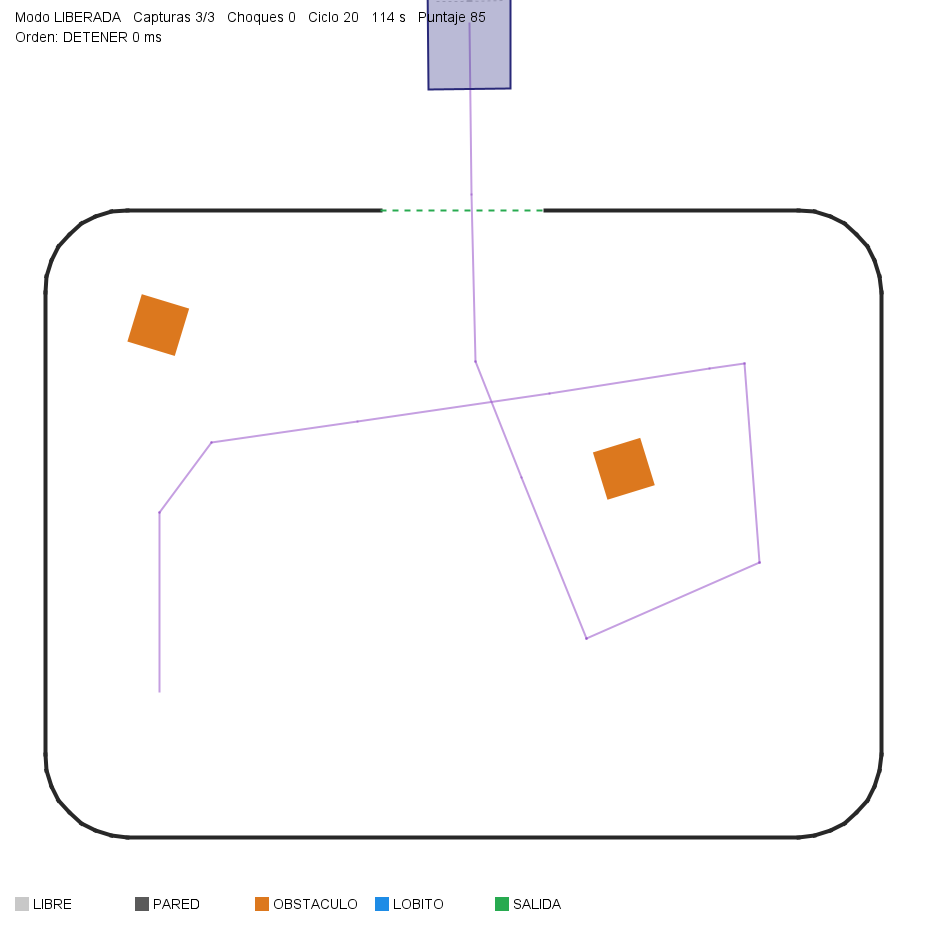 Modo LIBERADA   Capturas 3/3   Choques 0   Ciclo 20   114 s   Puntaje 85
Orden: DETENER 0 ms
LIBRE   PARED   OBSTACULO   LOBITO   SALIDA